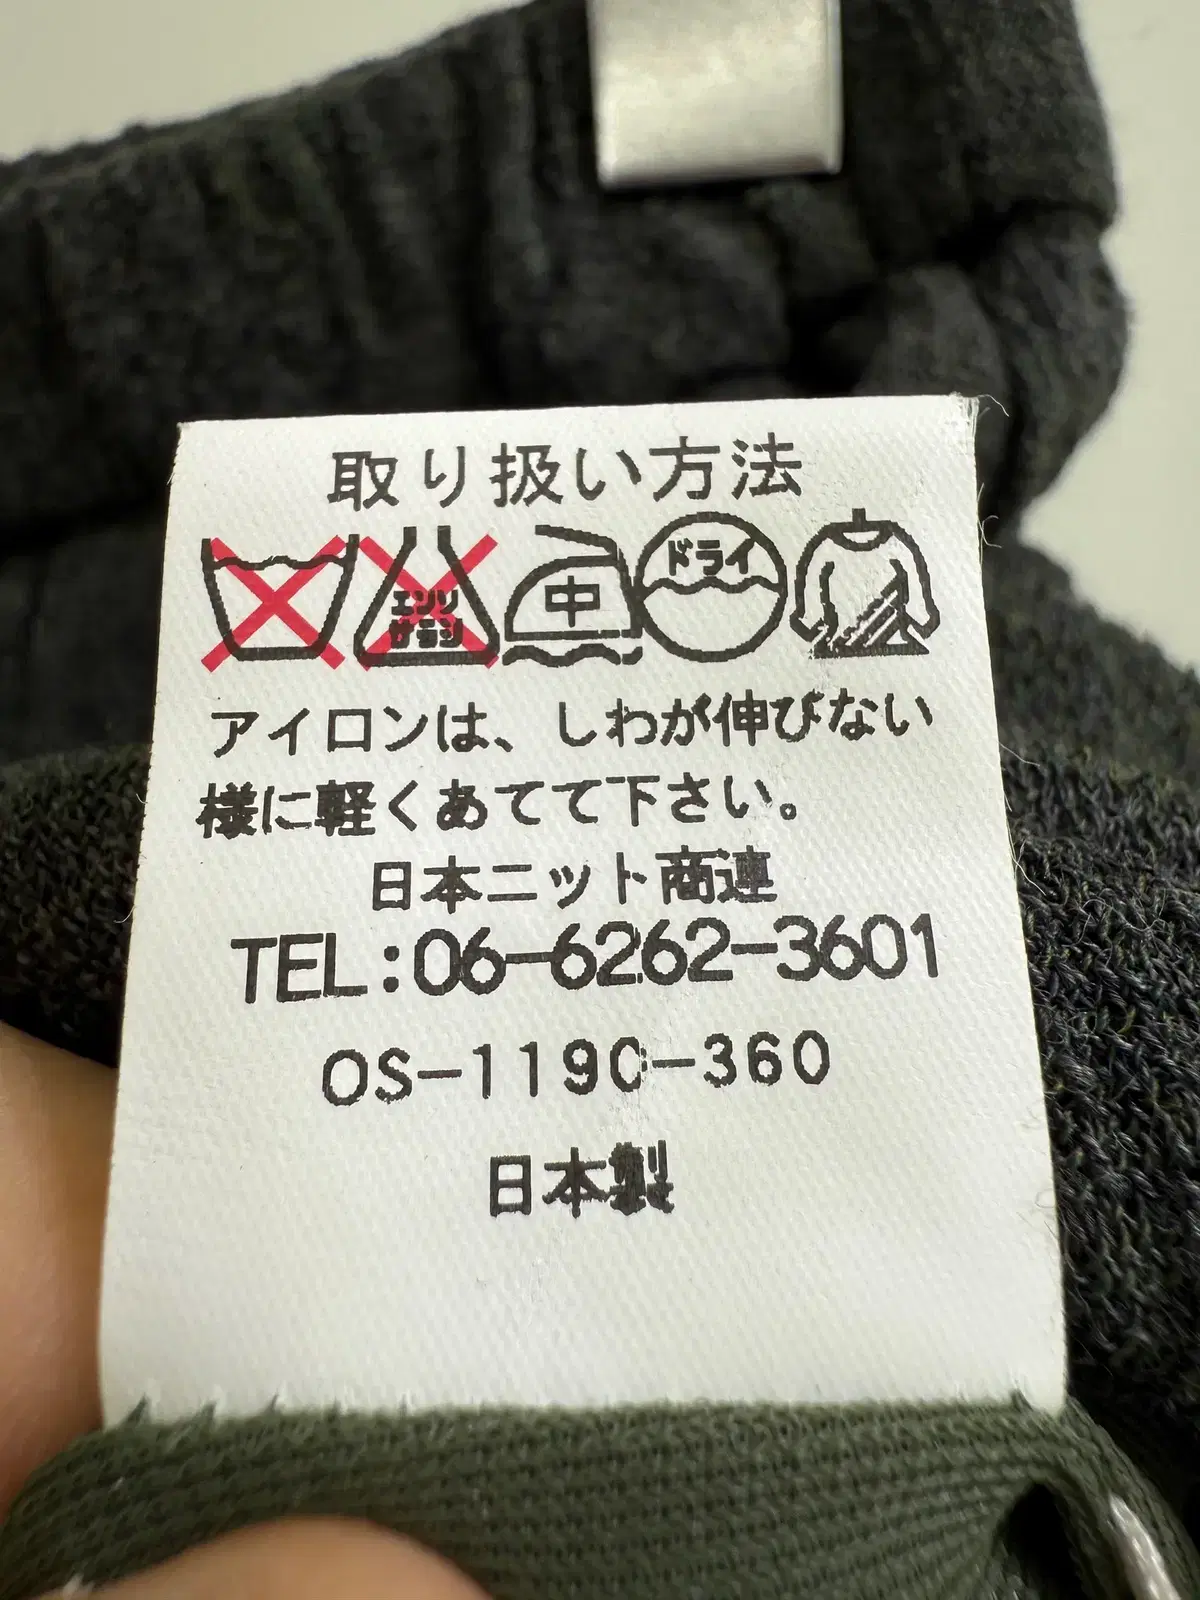 取り扱い方法
エンソ
サラシ
中
ドライ
アイロンは、しわが伸びない
様に軽くあてて下さい。
日本ニット商連
TEL:06-6262-3601
OS-1190-360
日本製